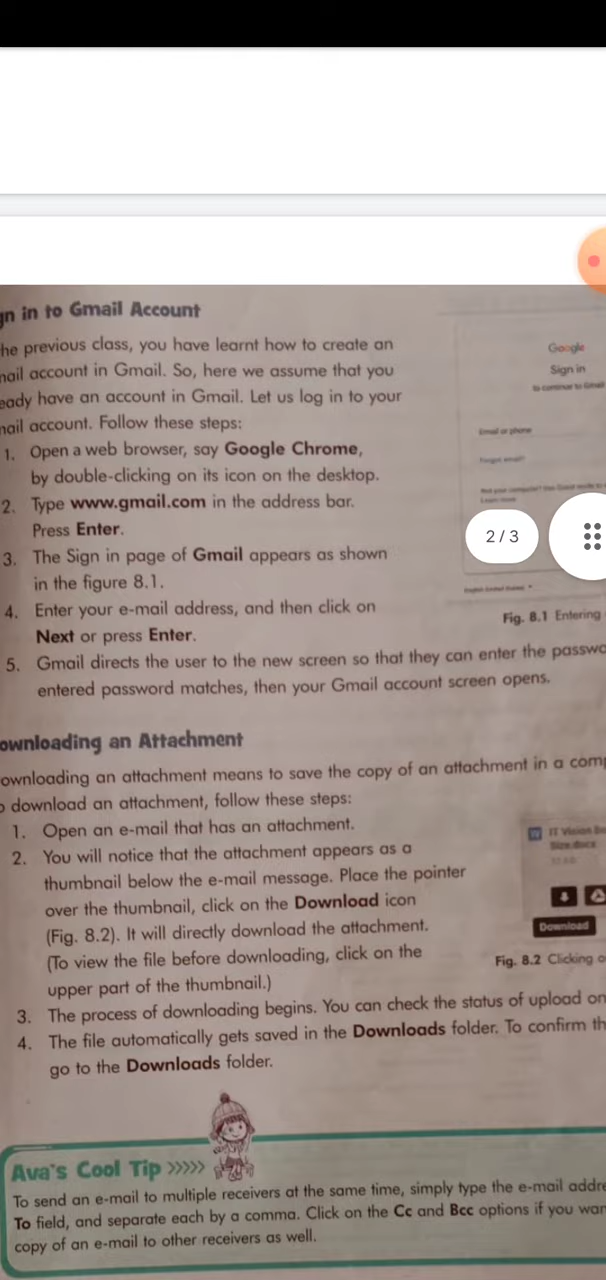 gn in to Gmail Account
he previous class, you have learnt how to create an
nail account in Gmail. So, here we assume that you
eady have an account in Gmail. Let us log in to your
nail account. Follow these steps:
1. Open a web browser, say Google Chrome,
by double-clicking on its icon on the desktop.
2. Type www.gmail.com in the address bar.
Press Enter.
3. The Sign in page of Gmail appears as shown
in the figure 8.1.
4. Enter your e-mail address, and then click on
Next or press Enter.
Google
Sign in
to continue to Gmail
Email or phone
Forgot email?
2 / 3
Fig. 8.1 Entering
5. Gmail directs the user to the new screen so that they can enter the passwo
entered password matches, then your Gmail account screen opens.
ownloading an Attachment
ownloading an attachment means to save the copy of an attachment in a com
o download an attachment, follow these steps:
1. Open an e-mail that has an attachment.
2. You will notice that the attachment appears as a
thumbnail below the e-mail message. Place the pointer
over the thumbnail, click on the Download icon
(Fig. 8.2). It will directly download the attachment.
(To view the file before downloading, click on the
upper part of the thumbnail.)
W IT Vision
Size.docx
Download
Fig. 8.2 Clicking o
3. The process of downloading begins. You can check the status of upload on
4. The file automatically gets saved in the Downloads folder. To confirm th
go to the Downloads folder.
Ava's Cool Tip >>>>>
To send an e-mail to multiple receivers at the same time, simply type the e-mail addre
To field, and separate each by a comma. Click on the Cc and Bcc options if you wan
copy of an e-mail to other receivers as well.